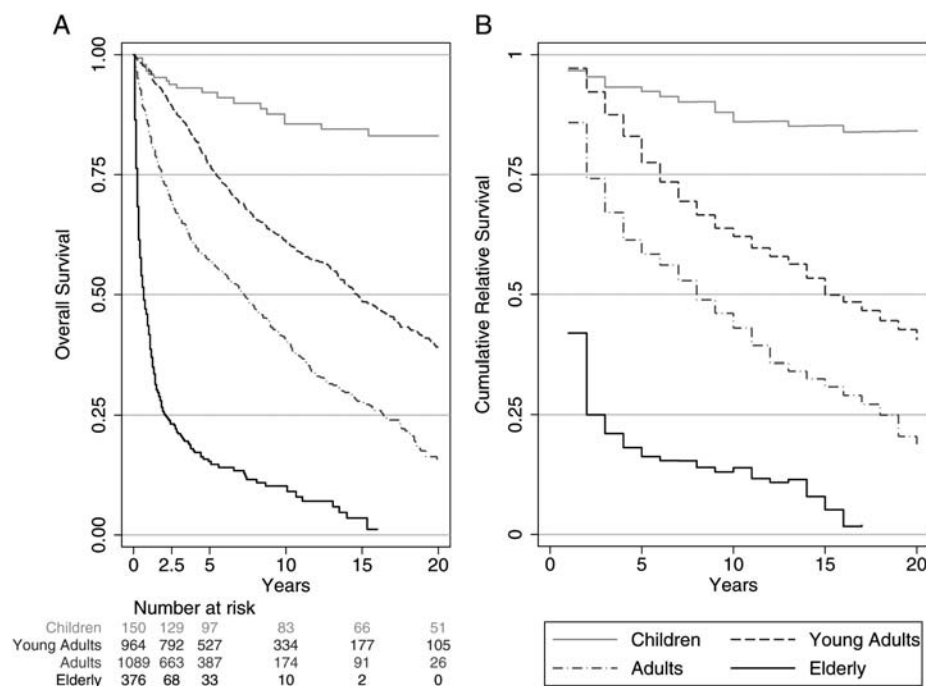 A
B
Overall Survival
1.00
0.75
0.50
0.25
0.00
0 2.5 5 10 15 20
Years
Cumulative Relative Survival
1
0.75
0.5
0.25
0
0 5 10 15 20
Years
Number at risk
Children 150 129 97 83 66 51
Young Adults 964 792 527 334 177 105
Adults 1089 663 387 174 91 26
Elderly 376 68 33 10 2 0
Children Young Adults
Adults Elderly